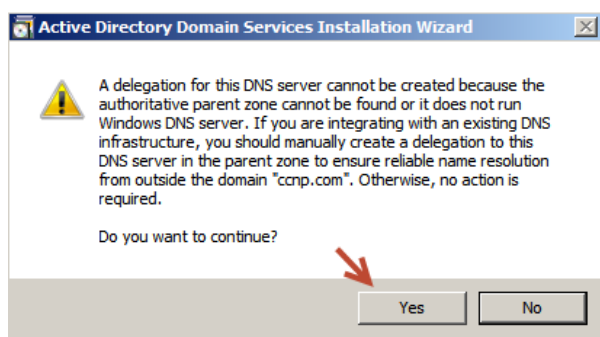 Active Directory Domain Services Installation Wizard
A delegation for this DNS server cannot be created because the
authoritative parent zone cannot be found or it does not run
Windows DNS server. If you are integrating with an existing DNS
infrastructure, you should manually create a delegation to this
DNS server in the parent zone to ensure reliable name resolution
from outside the domain "ccnp.com". Otherwise, no action is
required.
Do you want to continue?
Yes No